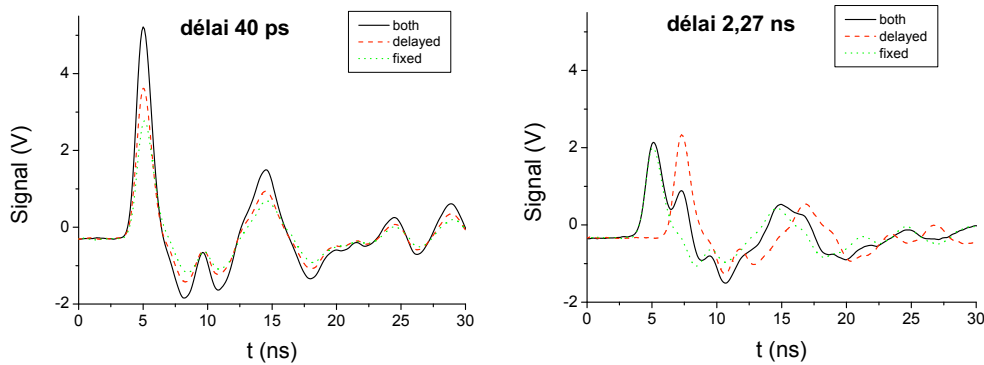 délai 40 ps
both
delayed
fixed
4
2
0
-2
0
5
10
15
20
25
30
Signal (V)
t (ns)
délai 2,27 ns
both
delayed
fixed
4
2
0
-2
0
5
10
15
20
25
30
Signal (V)
t (ns)